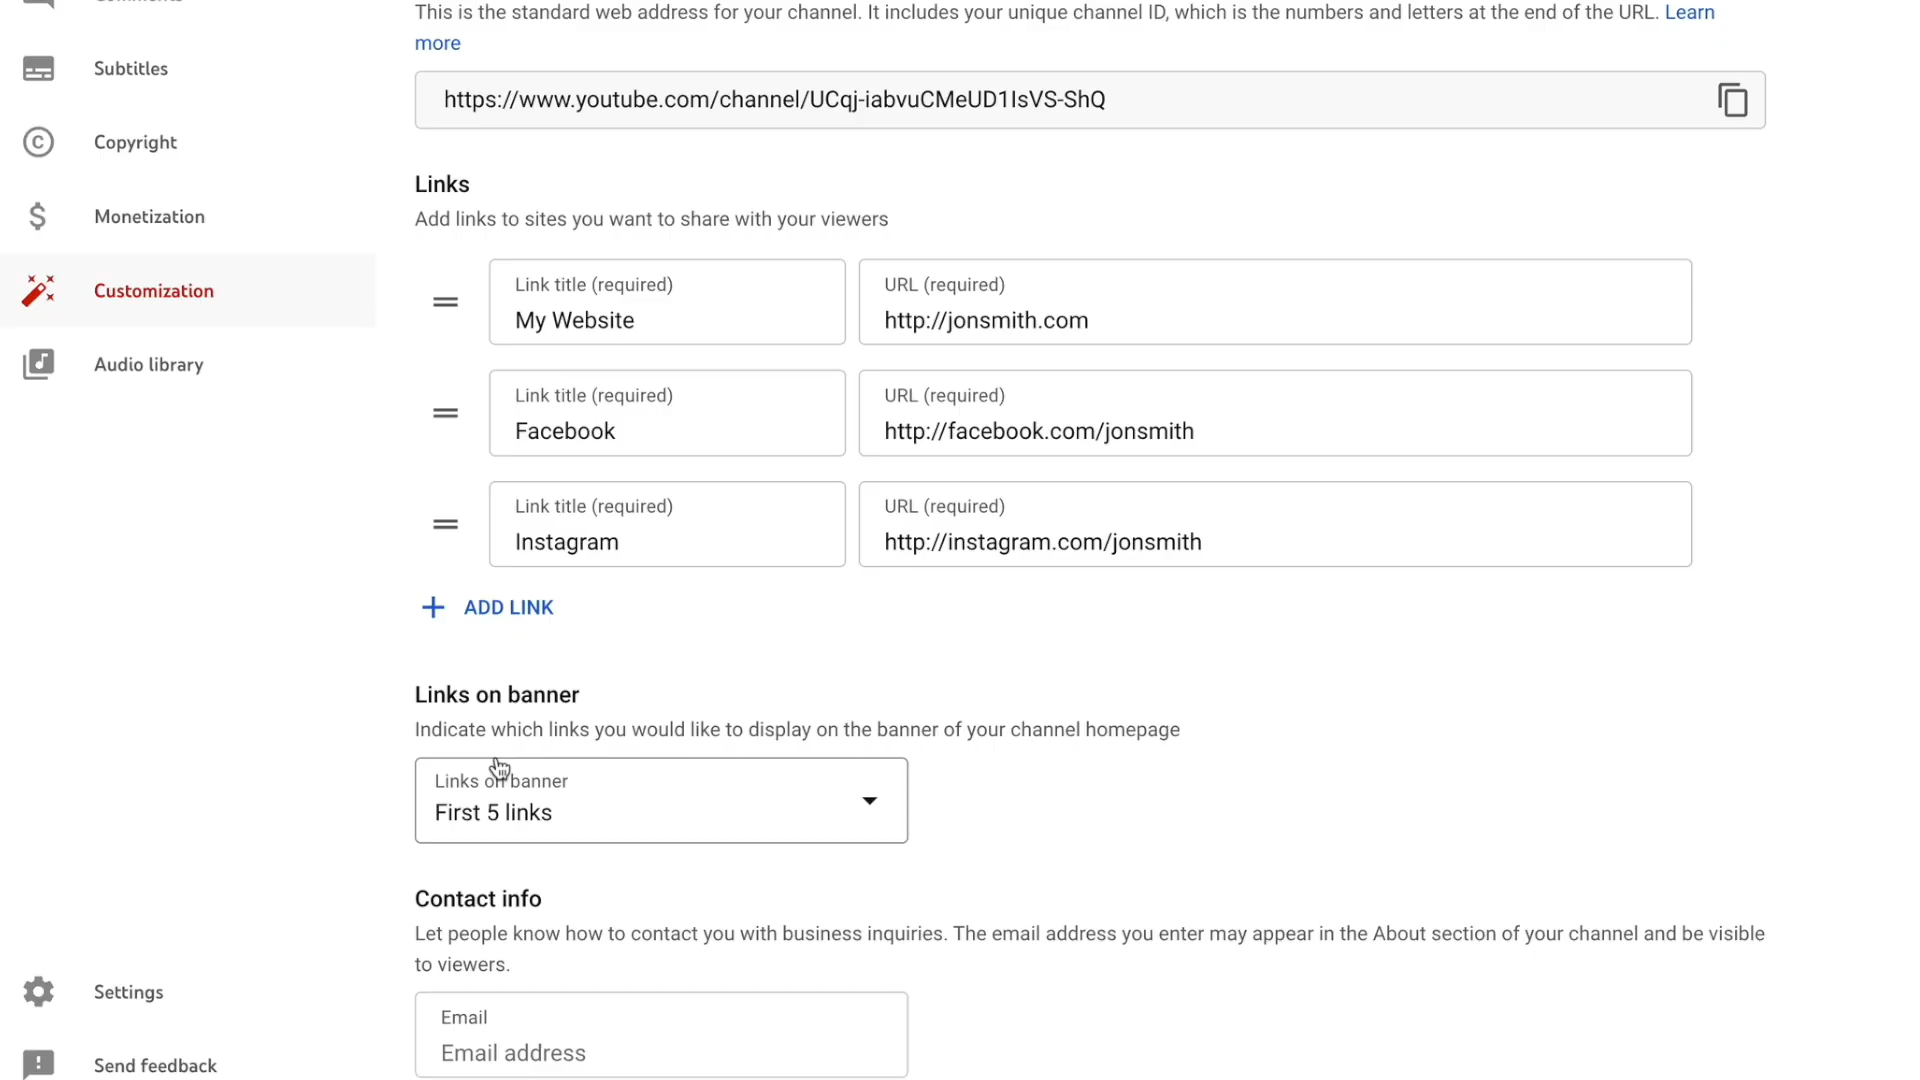 This is the standard web address for your channel. It includes your unique channel ID, which is the numbers and letters at the end of the URL. Learn
more
Subtitles
https://www.youtube.com/channel/UCqj-iabvuCMeUD1IsVS-ShQ
Copyright
Links
Monetization
Add links to sites you want to share with your viewers
Customization
Link title (required)
URL (required)
My Website
http://jonsmith.com
Audio library
Link title (required)
URL (required)
Facebook
http://facebook.com/jonsmith
Link title (required)
URL (required)
Instagram
http://instagram.com/jonsmith
ADD LINK
Links on banner
Indicate which links you would like to display on the banner of your channel homepage
Links on banner
First 5 links
Contact info
Let people know how to contact you with business inquiries. The email address you enter may appear in the About section of your channel and be visible
to viewers.
Settings
Email
Email address
Send feedback